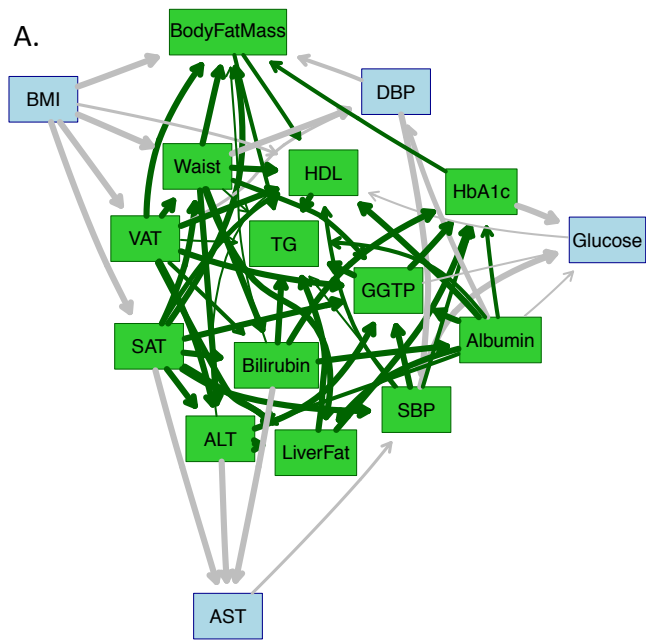 A.
BodyFatMass
BMI
DBP
Waist
HDL
HbA1c
VAT
TG
Glucose
GGTP
SAT
Bilirubin
Albumin
SBP
ALT
LiverFat
AST